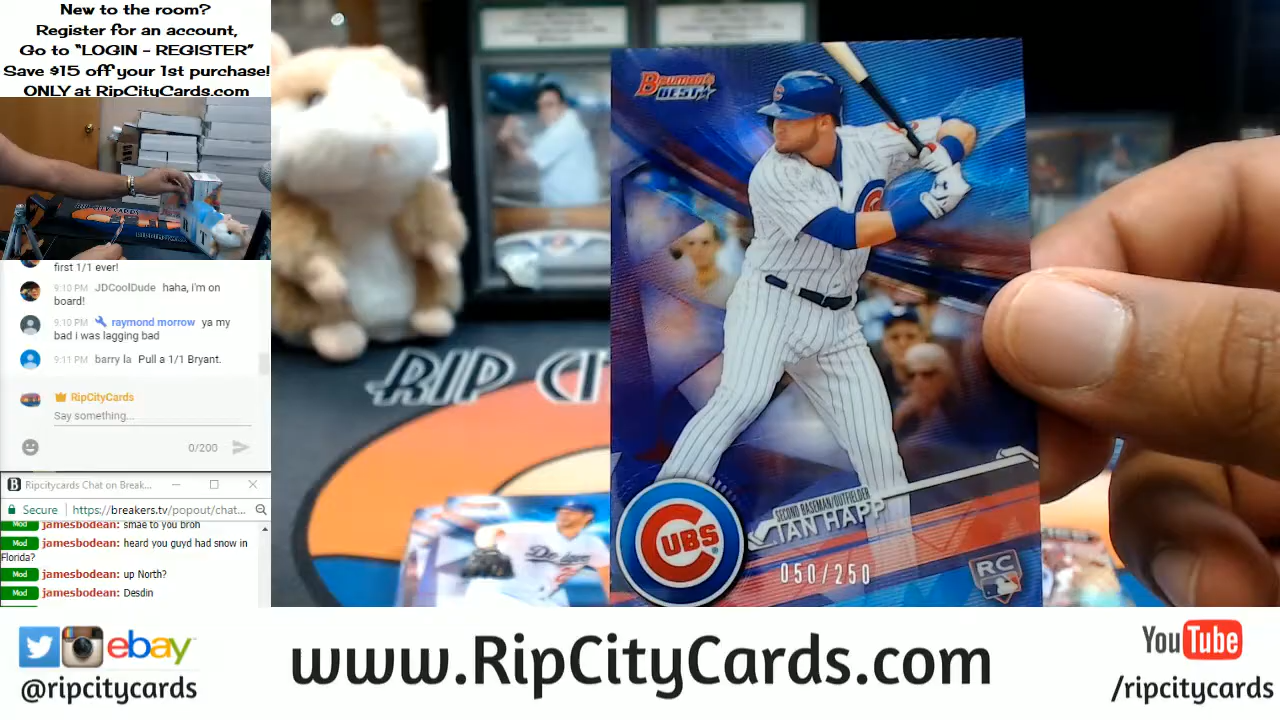 New to the room?
Register for an account,
Go to “LOGIN - REGISTER”
Save $15 off your 1st purchase!
ONLY at RipCityCards.com
first 1/1 ever!
9:10 PM JDCoolDude haha, i'm on
board!
9:10 PM raymond morrow ya my
bad i was lagging bad
9:11 PM barry la Pull a 1/1 Bryant.
RipCityCards
Say something...
0/200
Ripcitycards Chat on Break...
Secure https://breakers.tv/popout/chat...
Mod jamesbodean: smae to you broh
Mod jamesbodean: heard you guyd had snow in
Florida?
Mod jamesbodean: up North?
Mod jamesbodean: Desdin
Bowman's
BEST
RIP CI
CUBS
SECOND BASEMAN/OUTFIELDER
IAN HAPP
050/250
RC
ebay
@ripcitycards
www.RipCityCards.com
YouTube
/ripcitycards